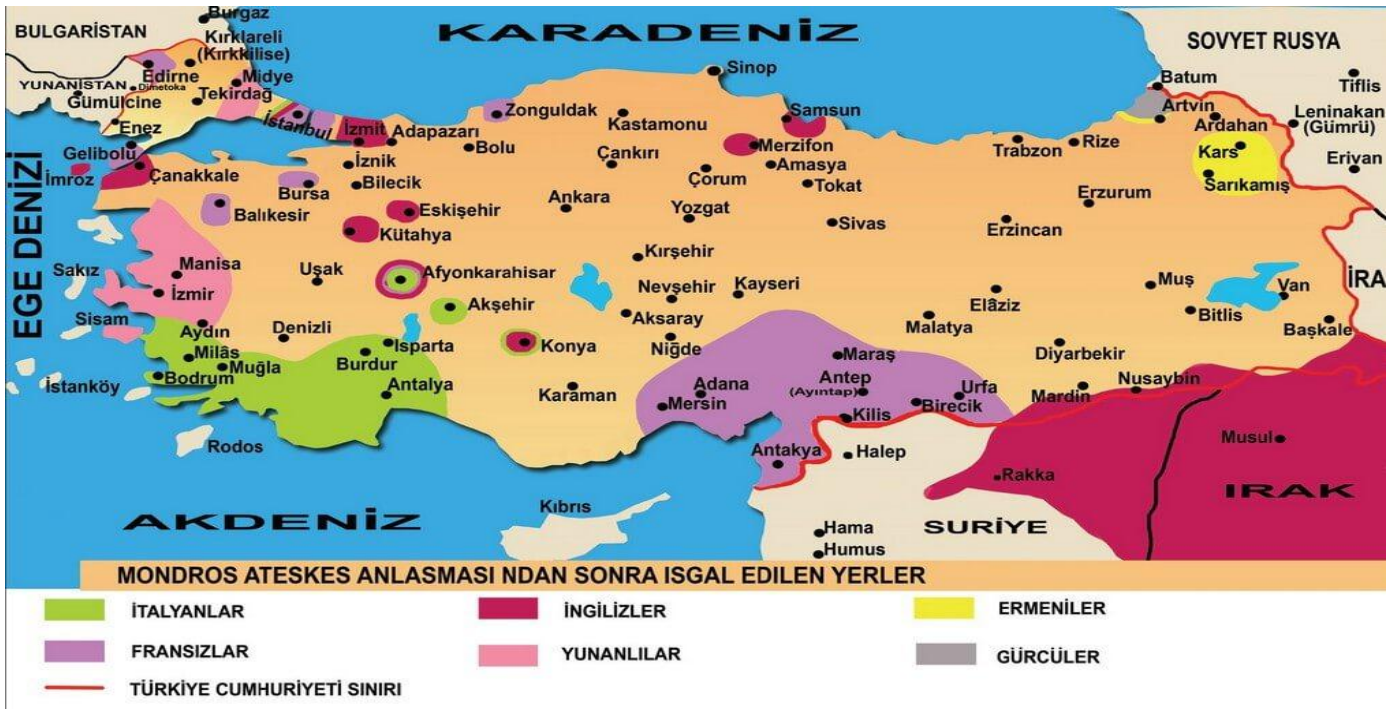 Burgaz
BULGARİSTAN
KARADENİZ
Kırklareli
(Kırkkilise)
SOVYET RUSYA
Edirne
Midye
YUNANİSTAN
Dimetoka
Gümülcine
Tekirdağ
Enez
İstanbul
İzmit
Adapazarı
Zonguldak
Bolu
Kastamonu
Sinop
Samsun
Merzifon
Amasya
Tokat
Çorum
Çankırı
Trabzon
Rize
Batum
Artvin
Ardahan
Tiflis
Leninakan
(Gümrü)
Kars
Sarıkamış
Erivan
EGE DENİZİ
Gelibolu
İmroz
Çanakkale
İznik
Bilecik
Bursa
Balıkesir
Eskişehir
Kütahya
Ankara
Yozgat
Sivas
Erzurum
Erzincan
Kırşehir
Sakız
Manisa
İzmir
Uşak
Afyonkarahisar
Akşehir
Nevşehir
Kayseri
Aksaray
Niğde
Elâziz
Malatya
Muş
Bitlis
Van
Başkale
İRA
Sisam
Aydın
Denizli
Isparta
Burdur
Konya
Milâs
Muğla
Bodrum
Antalya
İstanköy
Rodos
Karaman
Maraş
Adana
Mersin
Antep
(Ayıntap)
Urfa
Birecik
Kilis
Diyarbekir
Mardin
Nusaybin
Antakya
Halep
Rakka
Musul
IRAK
AKDENİZ
Kıbrıs
SURİYE
Hama
Humus
MONDROS ATESKES ANLASMASI NDAN SONRA ISGAL EDILEN YERLER
İTALYANLAR
İNGİLİZLER
ERMENİLER
FRANSIZLAR
YUNANLILAR
GÜRCÜLER
TÜRKİYE CUMHURİYETİ SINIRI